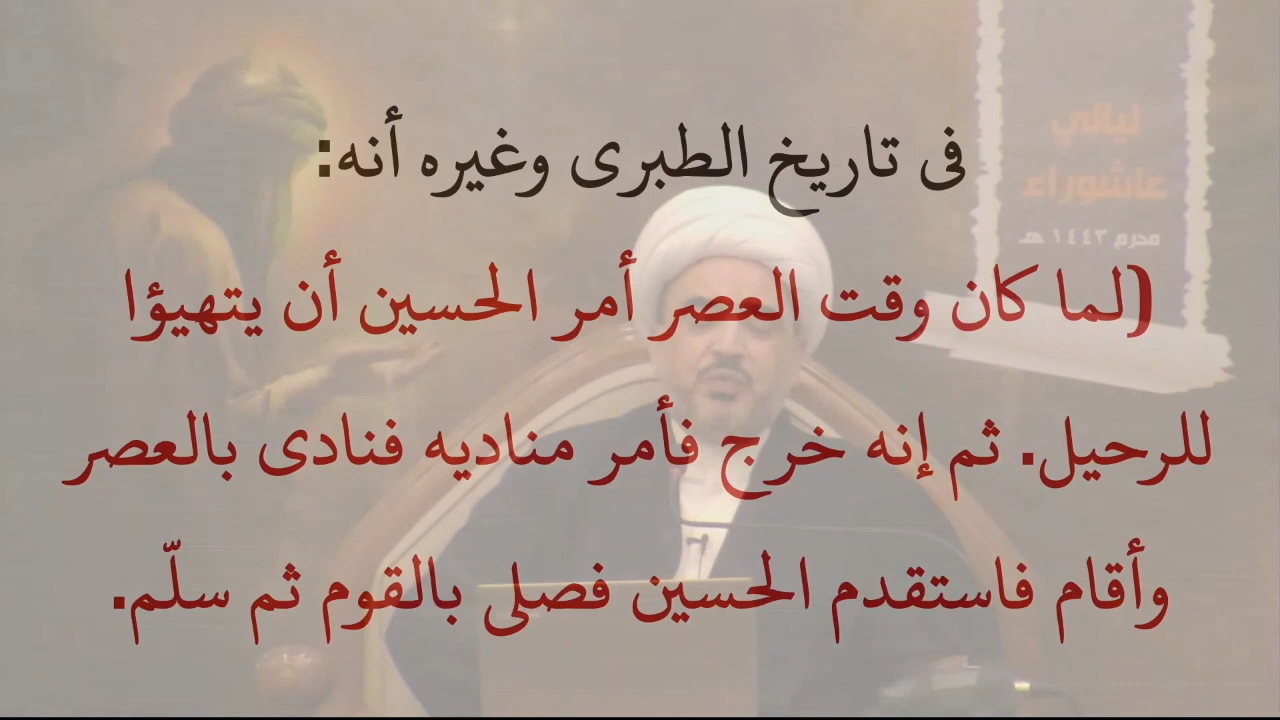 ليالي
عاشوراء
محرم ١٤٤٣ هـ
فى تاريخ الطبرى وغيره أنه:
(لما كان وقت العصر أمر الحسين أن يتهيؤا
للرحيل. ثم إنه خرج فأمر مناديه فنادى بالعصر
وأقام فاستقدم الحسين فصلى بالقوم ثم سلّم.